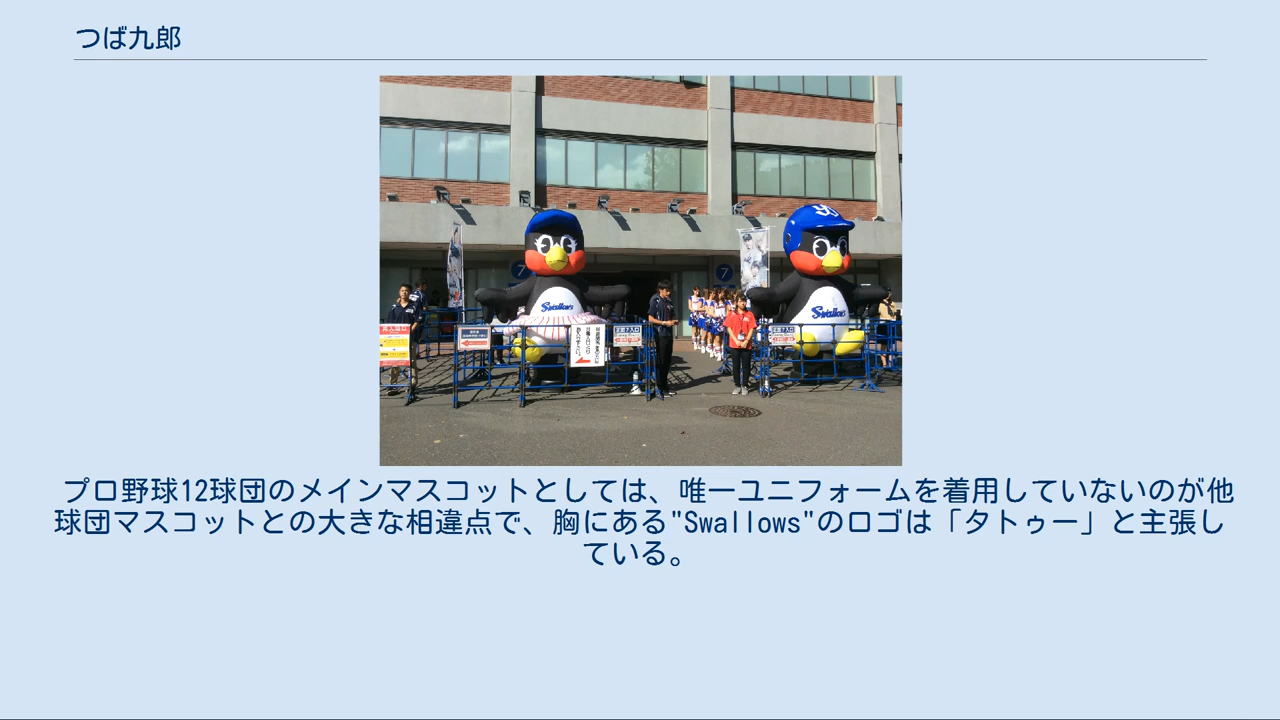 つば九郎
7
7
Swallows
Swallows
プロ野球12球団のメインマスコットとしては、唯一ユニフォームを着用していないのが他
球団マスコットとの大きな相違点で、胸にある"Swallows"のロゴは「タトゥー」と主張し
ている。